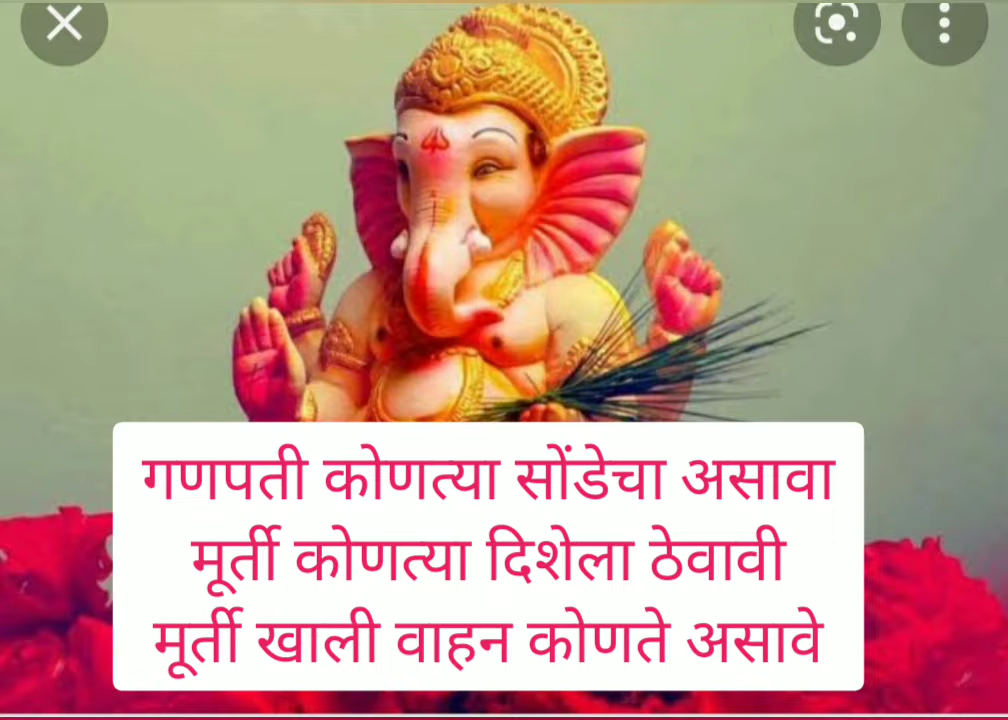 गणपती कोणत्या सोंडेचा असावा
मूर्ती कोणत्या दिशेला ठेवावी
मूर्ती खाली वाहन कोणते असावे